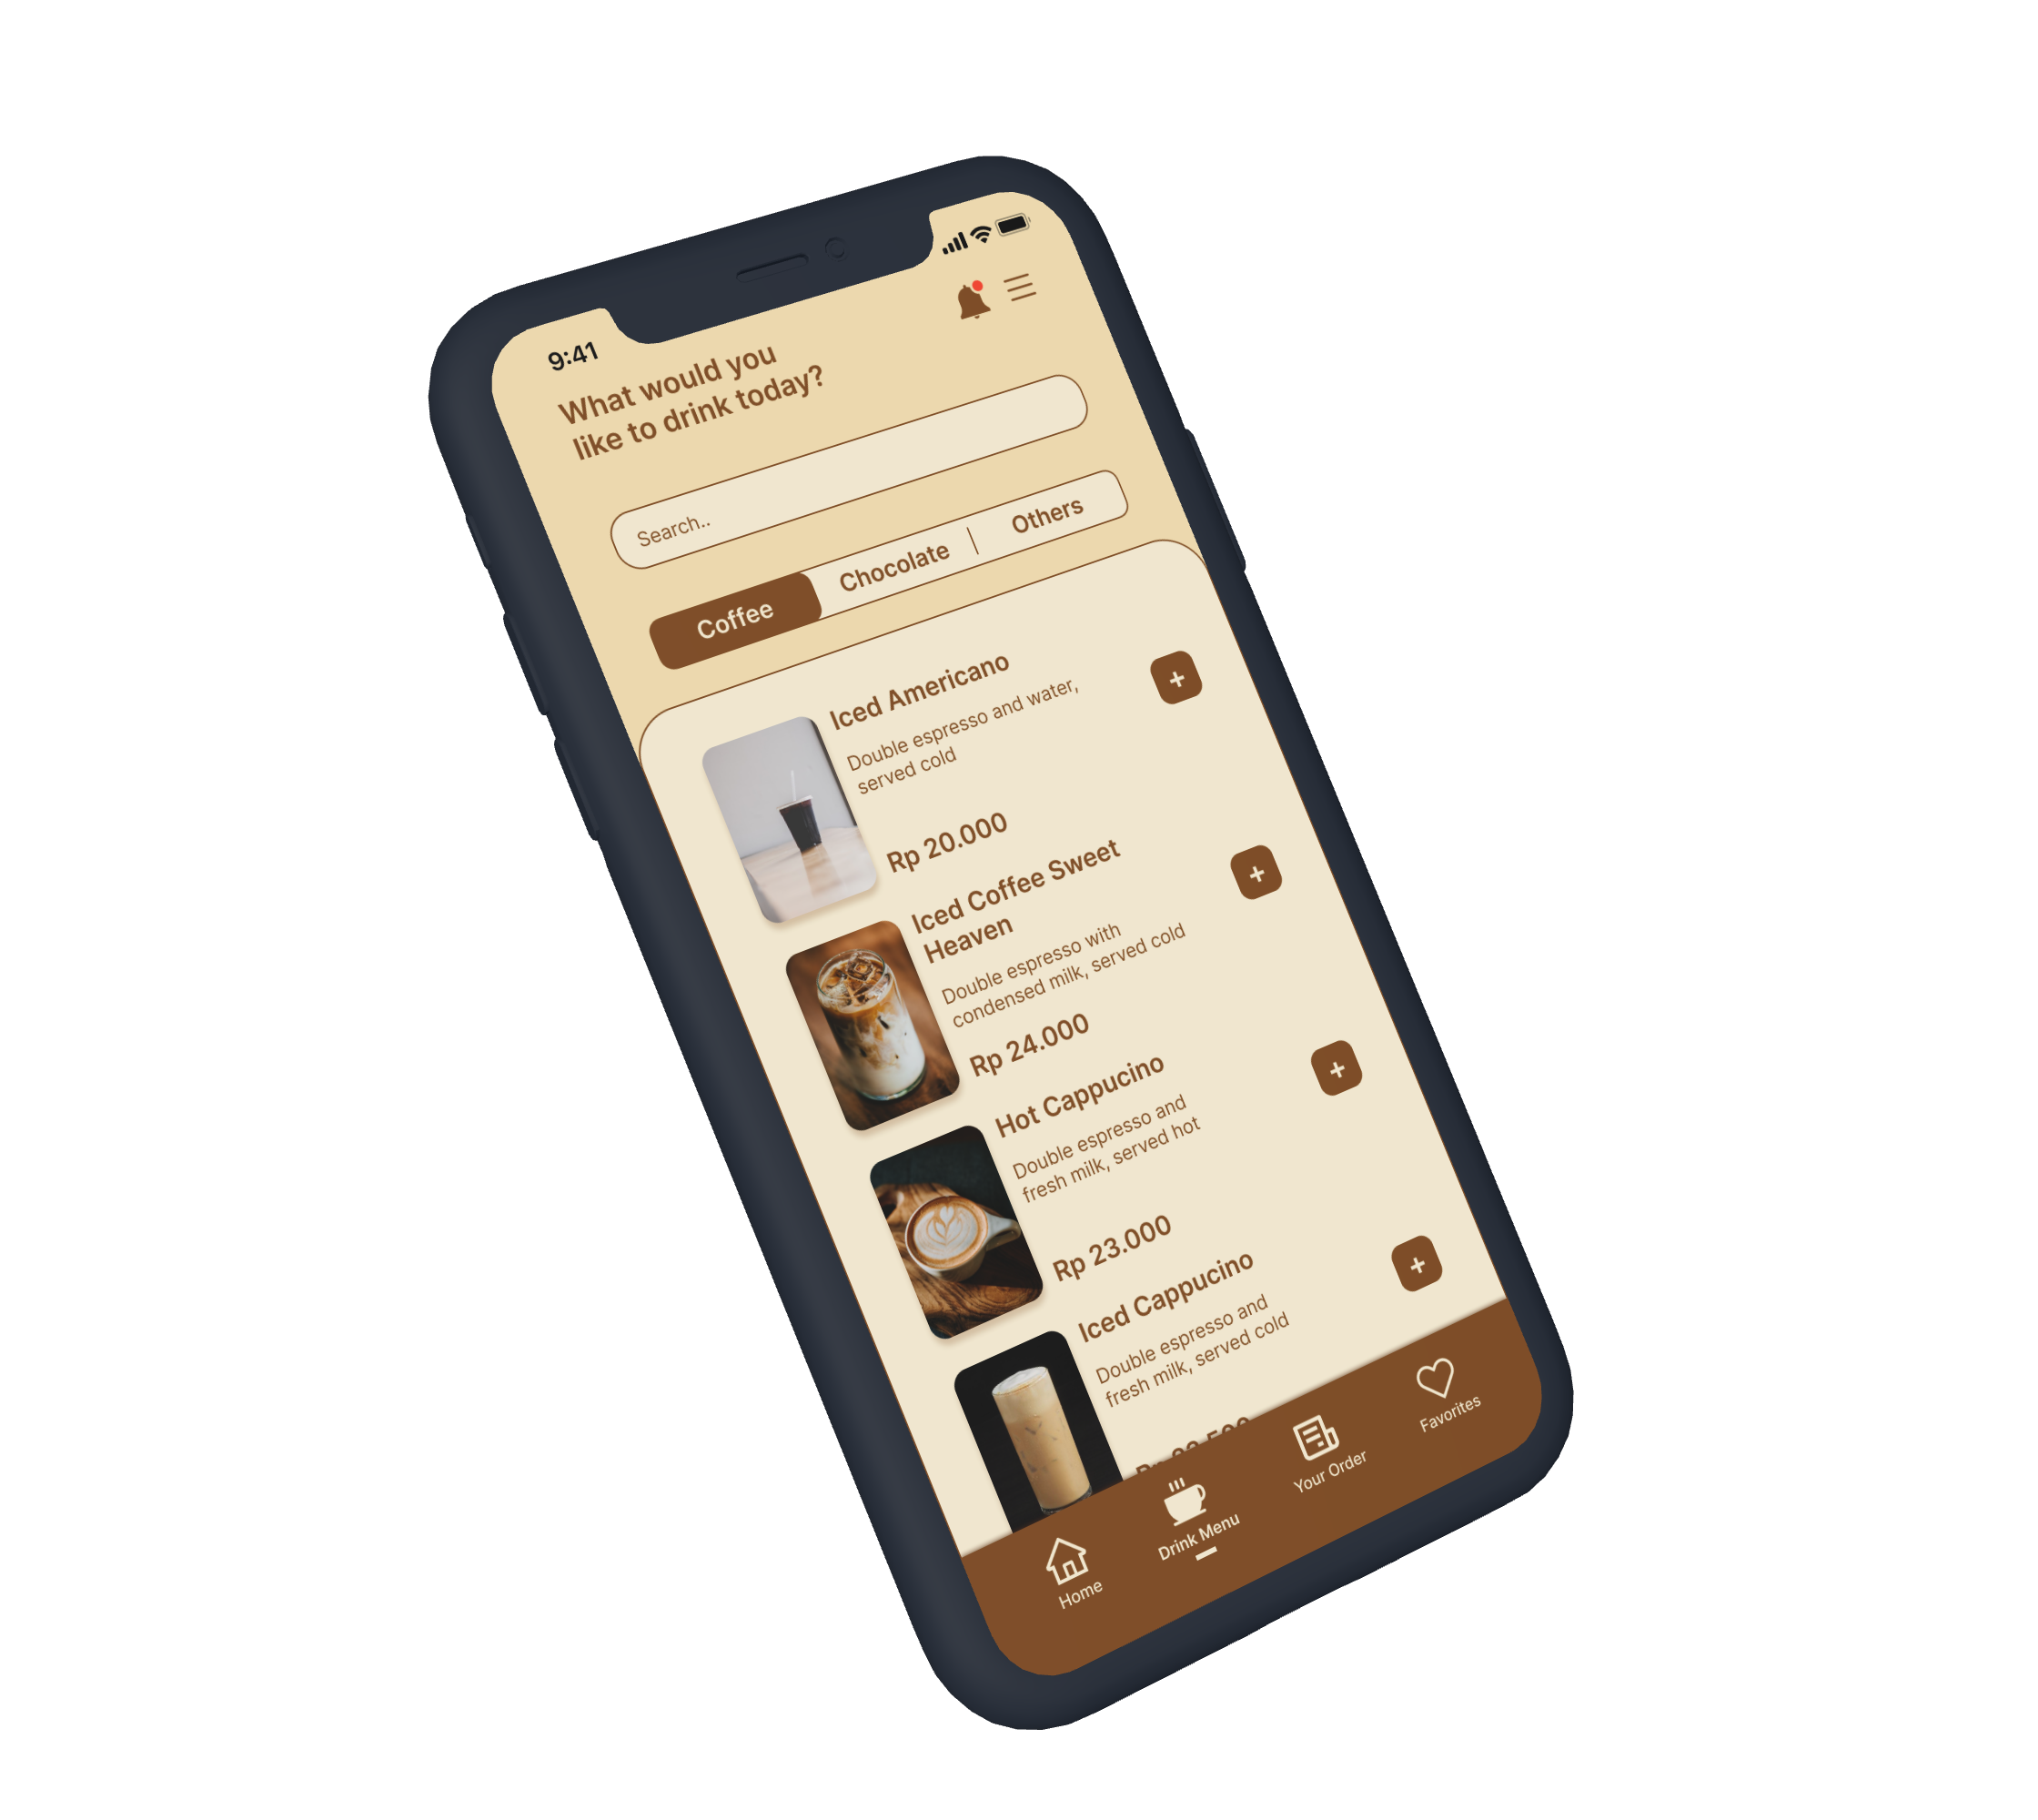 9:41
What would you
like to drink today?
Search..
Coffee
Chocolate
Others
Iced Americano
Double espresso and water,
served cold
Rp 20.000
Iced Coffee Sweet
Heaven
Double espresso with
condensed milk, served cold
Rp 24.000
Hot Cappucino
Double espresso and
fresh milk, served hot
Rp 23.000
Iced Cappucino
Double espresso and
fresh milk, served cold
Home
Drink Menu
Your Order
Favorites